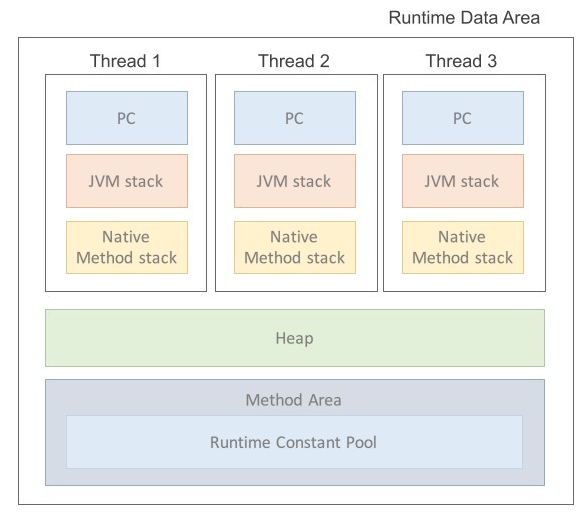 Runtime Data Area
Thread 1
Thread 2
Thread 3
PC
PC
PC
JVM stack
JVM stack
JVM stack
Native
Method stack
Native
Method stack
Native
Method stack
Heap
Method Area
Runtime Constant Pool